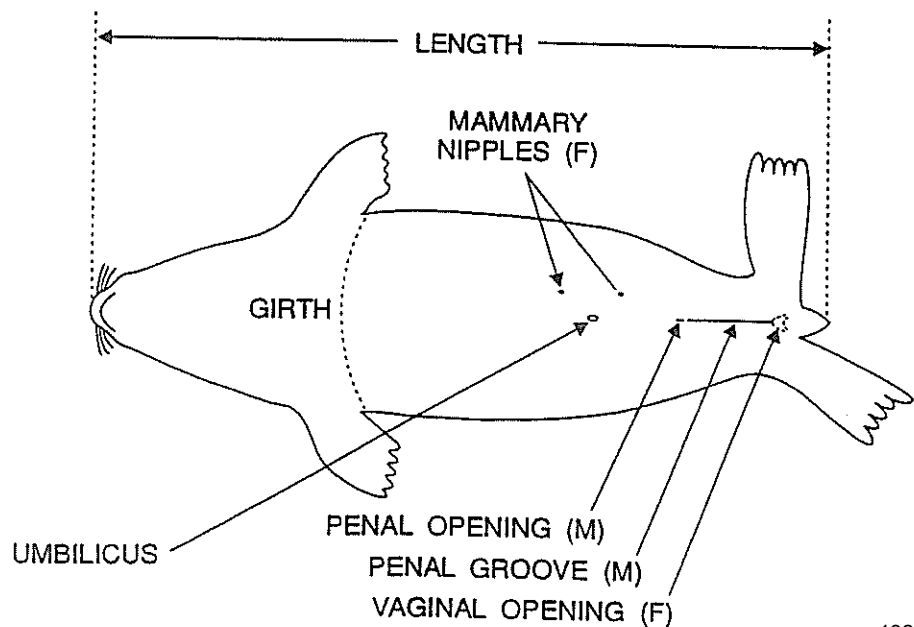 LENGTH
MAMMARY
NIPPLES (F)
GIRTH
PENAL OPENING (M)
UMBILICUS
PENAL GROOVE (M)
VAGINAL OPENING (F)